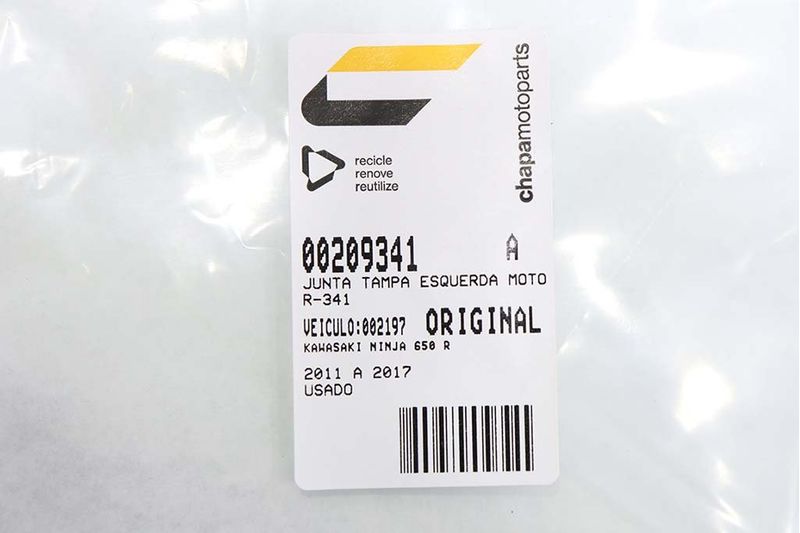 chapamotoparts
recicle
renove
reutilize
00209341 A
JUNTA TAMPA ESQUERDA MOTO
R-341
VEICULO:002197 ORIGINAL
KAWASAKI NINJA 650 R
2011 A 2017
USADO